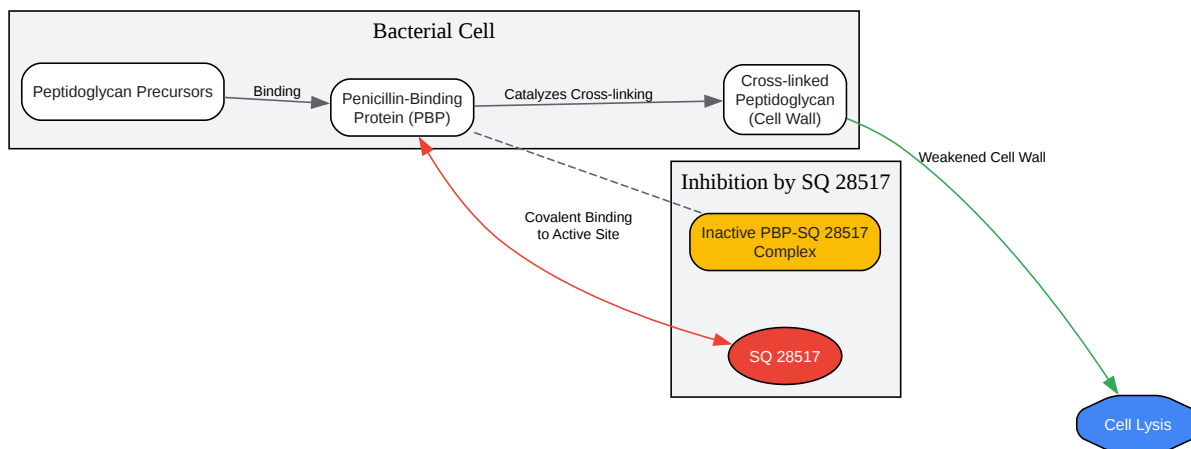 Bacterial Cell
Peptidoglycan Precursors
Binding
Penicillin-Binding
Protein (PBP)
Catalyzes Cross-linking
Cross-linked
Peptidoglycan
(Cell Wall)
Weakened Cell Wall
Inhibition by SQ 28517
Covalent Binding
to Active Site
Inactive PBP-SQ 28517
Complex
SQ 28517
Cell Lysis